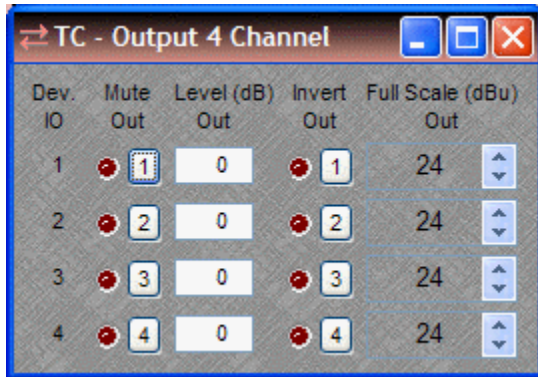 TC - Output 4 Channel
Dev. IO Mute Out Level (dB) Out Invert Out Full Scale (dBu) Out
1 1 0 1 24
2 2 0 2 24
3 3 0 3 24
4 4 0 4 24